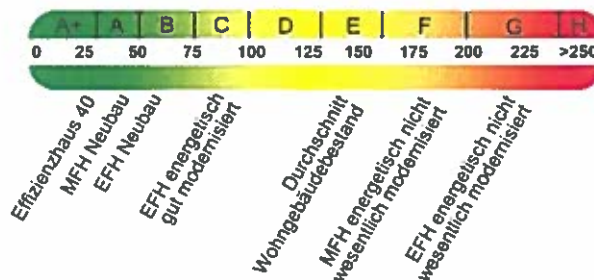 A+ A B C D E F G H
0 25 50 75 100 125 150 175 200 225 >250
Effizienzhaus 40
MFH Neubau
EFH Neubau
EFH energetisch
gut modernisiert
Durchschnitt
Wohngebäudebestand
MFH energetisch nicht
wesentlich modernisiert
EFH energetisch nicht
wesentlich modernisiert